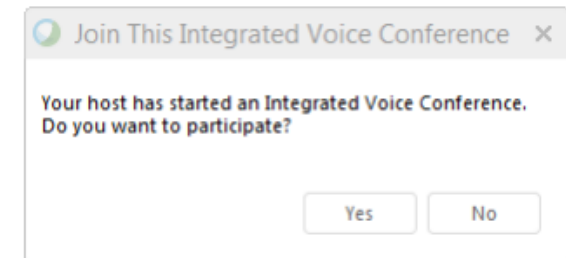 Join This Integrated Voice Conference
Your host has started an Integrated Voice Conference.
Do you want to participate?
Yes No